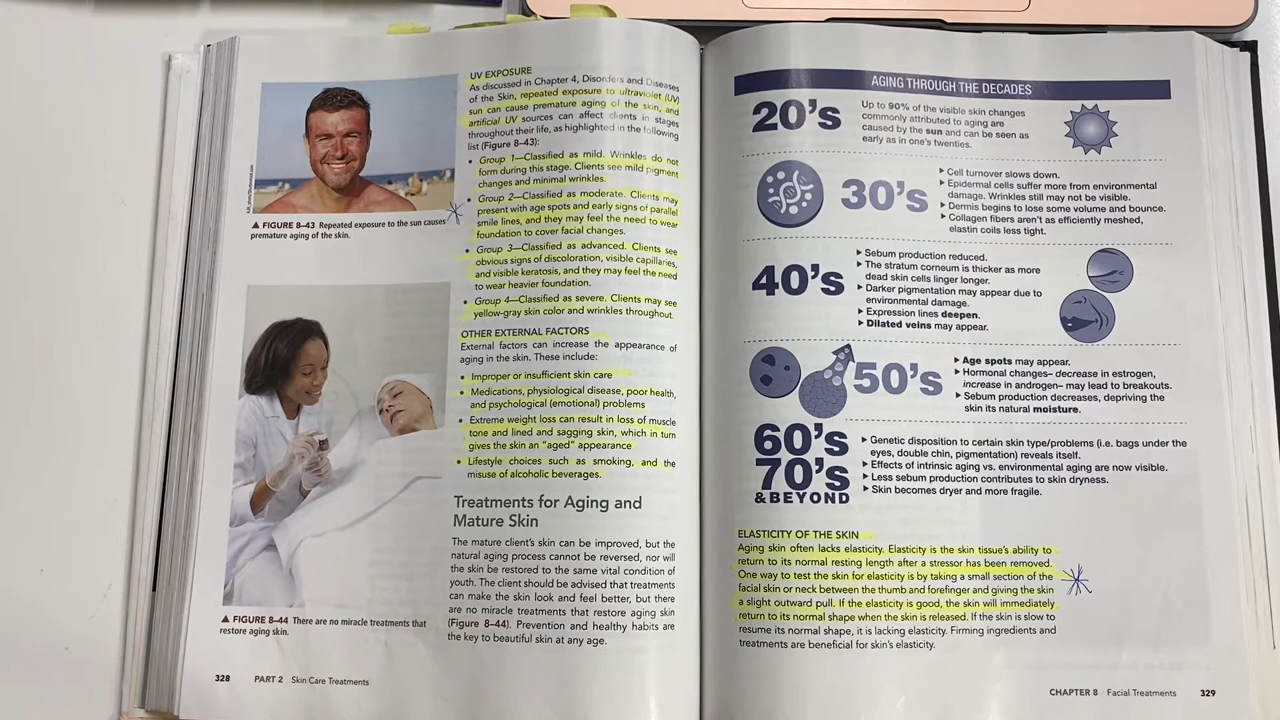 UV EXPOSURE
As discussed in Chapter 4, Disorders and Diseases
of the Skin, repeated exposure to ultraviolet (UV)
sun can cause premature aging of the skin, and
artificial UV sources can affect clients in stages
throughout their life, as highlighted in the following
list (Figure 8–43):
• Group 1—Classified as mild. Wrinkles do not
form during this stage. Clients see mild pigment
changes and minimal wrinkles.
• Group 2—Classified as moderate. Clients may
present with age spots and early signs of parallel
smile lines, and they may feel the need to wear
foundation to cover facial changes.
• Group 3—Classified as advanced. Clients see
obvious signs of discoloration, visible capillaries,
and visible keratosis, and they may feel the need
to wear heavier foundation.
• Group 4—Classified as severe. Clients may see
yellow-gray skin color and wrinkles throughout.
▲ FIGURE 8–43 Repeated exposure to the sun causes
premature aging of the skin.
OTHER EXTERNAL FACTORS
External factors can increase the appearance of
aging in the skin. These include:
• Improper or insufficient skin care
• Medications, physiological disease, poor health,
and psychological (emotional) problems
• Extreme weight loss can result in loss of muscle
tone and lined and sagging skin, which in turn
gives the skin an “aged” appearance
• Lifestyle choices such as smoking, and the
misuse of alcoholic beverages.
Treatments for Aging and
Mature Skin
The mature client’s skin can be improved, but the
natural aging process cannot be reversed, nor will
the skin be restored to the same vital condition of
youth. The client should be advised that treatments
can make the skin look and feel better, but there
are no miracle treatments that restore aging skin
(Figure 8–44). Prevention and healthy habits are
the key to beautiful skin at any age.
▲ FIGURE 8–44 There are no miracle treatments that
restore aging skin.
328 PART 2 Skin Care Treatments
AGING THROUGH THE DECADES
20’s
Up to 90% of the visible skin changes
commonly attributed to aging are
caused by the sun and can be seen as
early as in one’s twenties.
30’s
▶ Cell turnover slows down.
▶ Epidermal cells suffer more from environmental
damage. Wrinkles still may not be visible.
▶ Dermis begins to lose some volume and bounce.
▶ Collagen fibers aren’t as efficiently meshed,
elastin coils less tight.
40’s
▶ Sebum production reduced.
▶ The stratum corneum is thicker as more
dead skin cells linger longer.
▶ Darker pigmentation may appear due to
environmental damage.
▶ Expression lines deepen.
▶ Dilated veins may appear.
50’s
▶ Age spots may appear.
▶ Hormonal changes– decrease in estrogen,
increase in androgen– may lead to breakouts.
▶ Sebum production decreases, depriving the
skin its natural moisture.
60’s
70’s
& BEYOND
▶ Genetic disposition to certain skin type/problems (i.e. bags under the
eyes, double chin, pigmentation) reveals itself.
▶ Effects of intrinsic aging vs. environmental aging are now visible.
▶ Less sebum production contributes to skin dryness.
▶ Skin becomes dryer and more fragile.
ELASTICITY OF THE SKIN
Aging skin often lacks elasticity. Elasticity is the skin tissue’s ability to
return to its normal resting length after a stressor has been removed.
One way to test the skin for elasticity is by taking a small section of the
facial skin or neck between the thumb and forefinger and giving the skin
a slight outward pull. If the elasticity is good, the skin will immediately
return to its normal shape when the skin is released. If the skin is slow to
resume its normal shape, it is lacking elasticity. Firming ingredients and
treatments are beneficial for skin’s elasticity.
CHAPTER 8 Facial Treatments 329